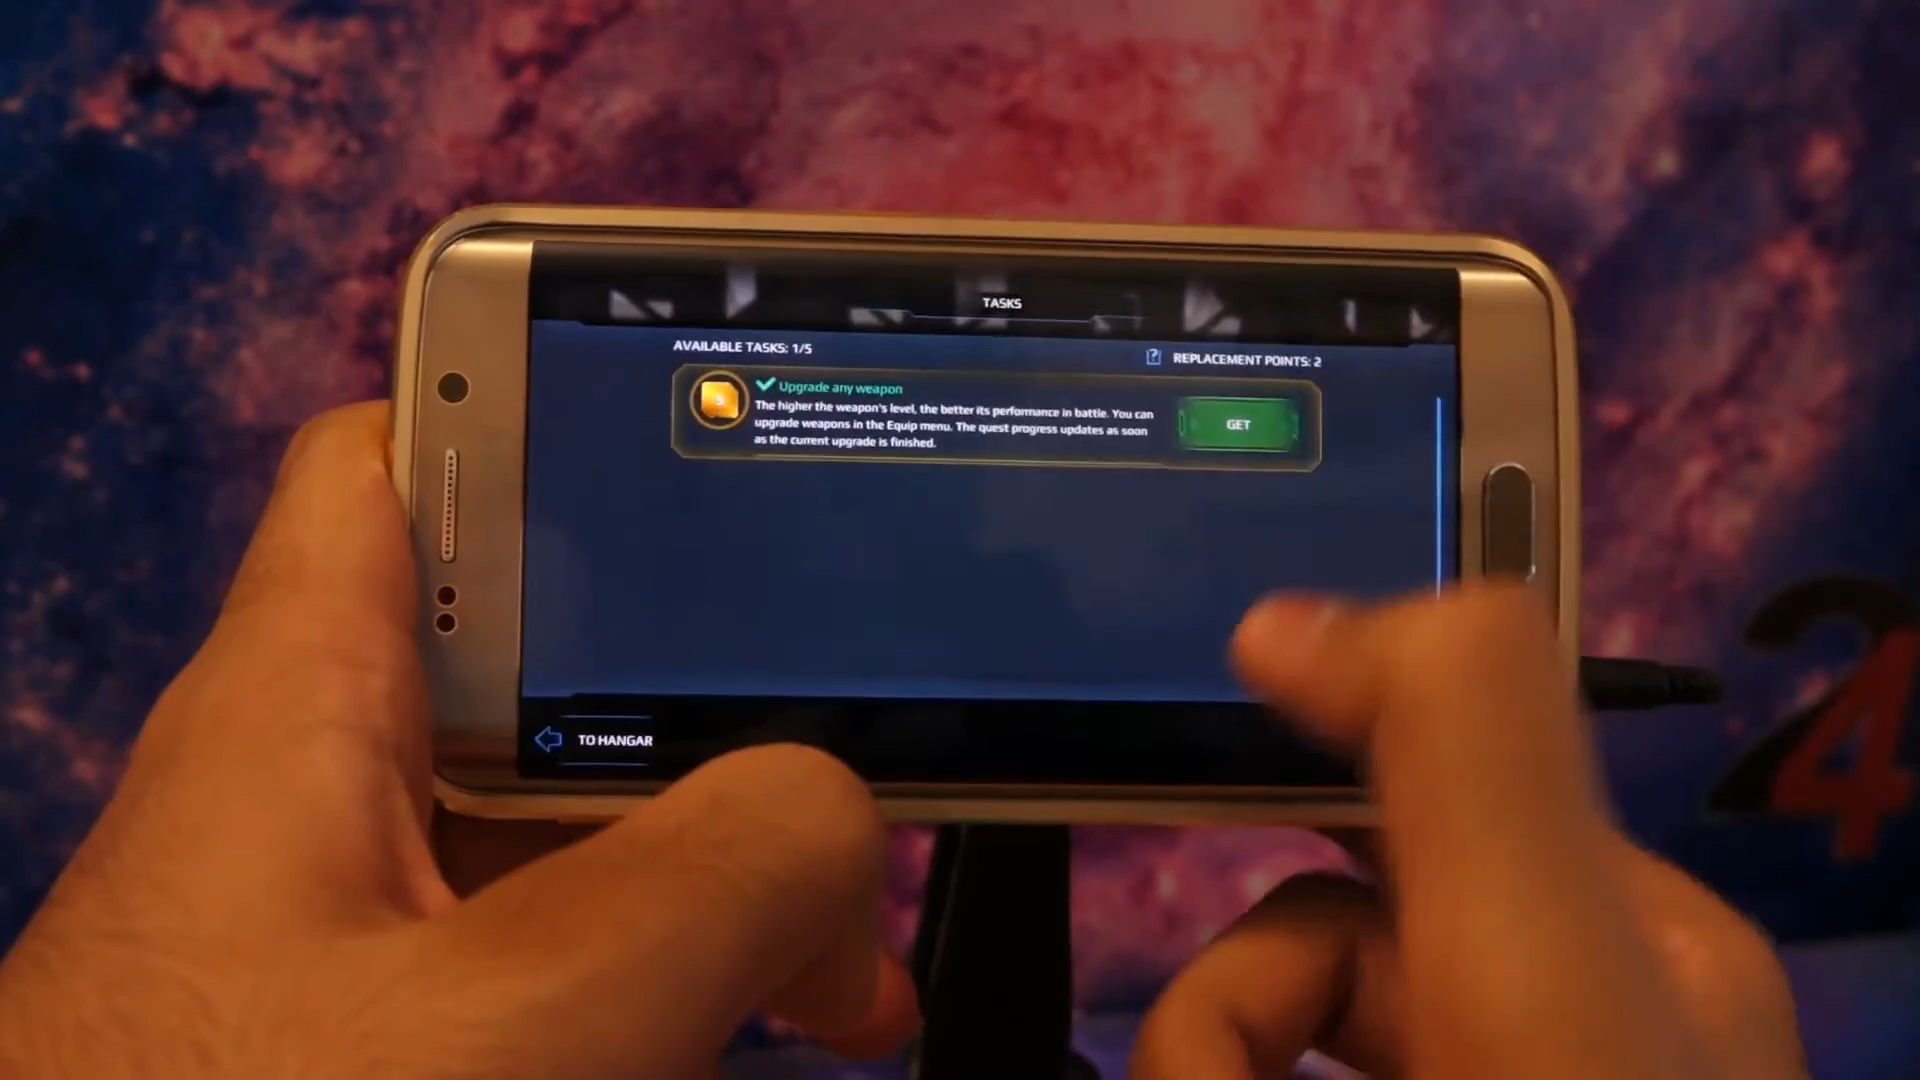 TASKS
AVAILABLE TASKS: 1/5
REPLACEMENT POINTS: 2
Upgrade any weapon
The higher the weapon's level, the better its performance in battle. You can
upgrade weapons in the Equip menu. The quest progress updates as soon
as the current upgrade is finished.
GET
TO HANGAR
24